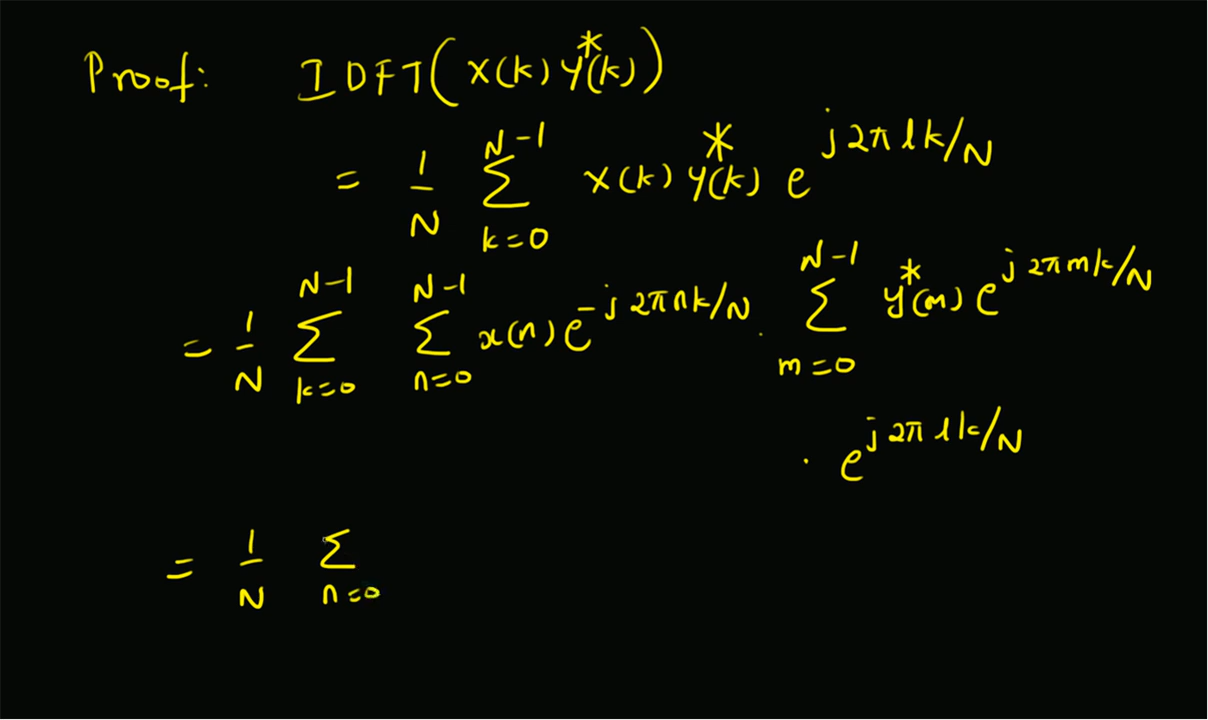 Proof: IDFT(X(k) Y*(k))
= 1/N Σ_{k=0}^{N-1} X(k) Y*(k) e^{j2πlk/N}
= 1/N Σ_{k=0}^{N-1} Σ_{n=0}^{N-1} x(n) e^{-j2πnk/N} . Σ_{m=0}^{N-1} y*(m) e^{j2πmk/N}
. e^{j2πlk/N}
= 1/N Σ_{n=0}